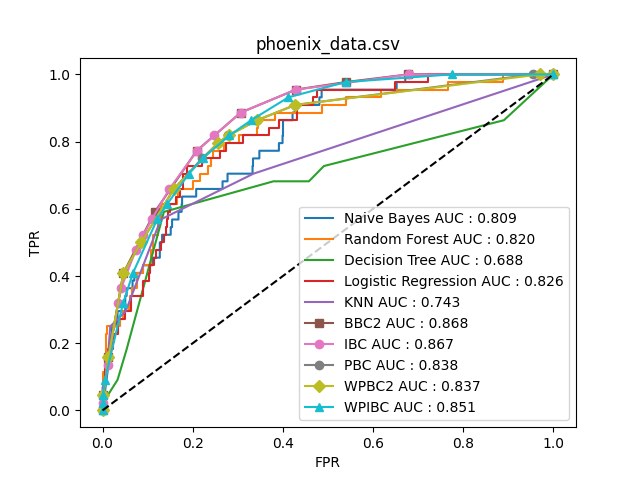 phoenix_data.csv
1.0
0.8
0.6
0.4
0.2
0.0
TPR
Naive Bayes AUC : 0.809
Random Forest AUC : 0.820
Decision Tree AUC : 0.688
Logistic Regression AUC : 0.826
KNN AUC : 0.743
BBC2 AUC : 0.868
IBC AUC : 0.867
PBC AUC : 0.838
WPBC2 AUC : 0.837
WPIBC AUC : 0.851
0.0 0.2 0.4 0.6 0.8 1.0
FPR